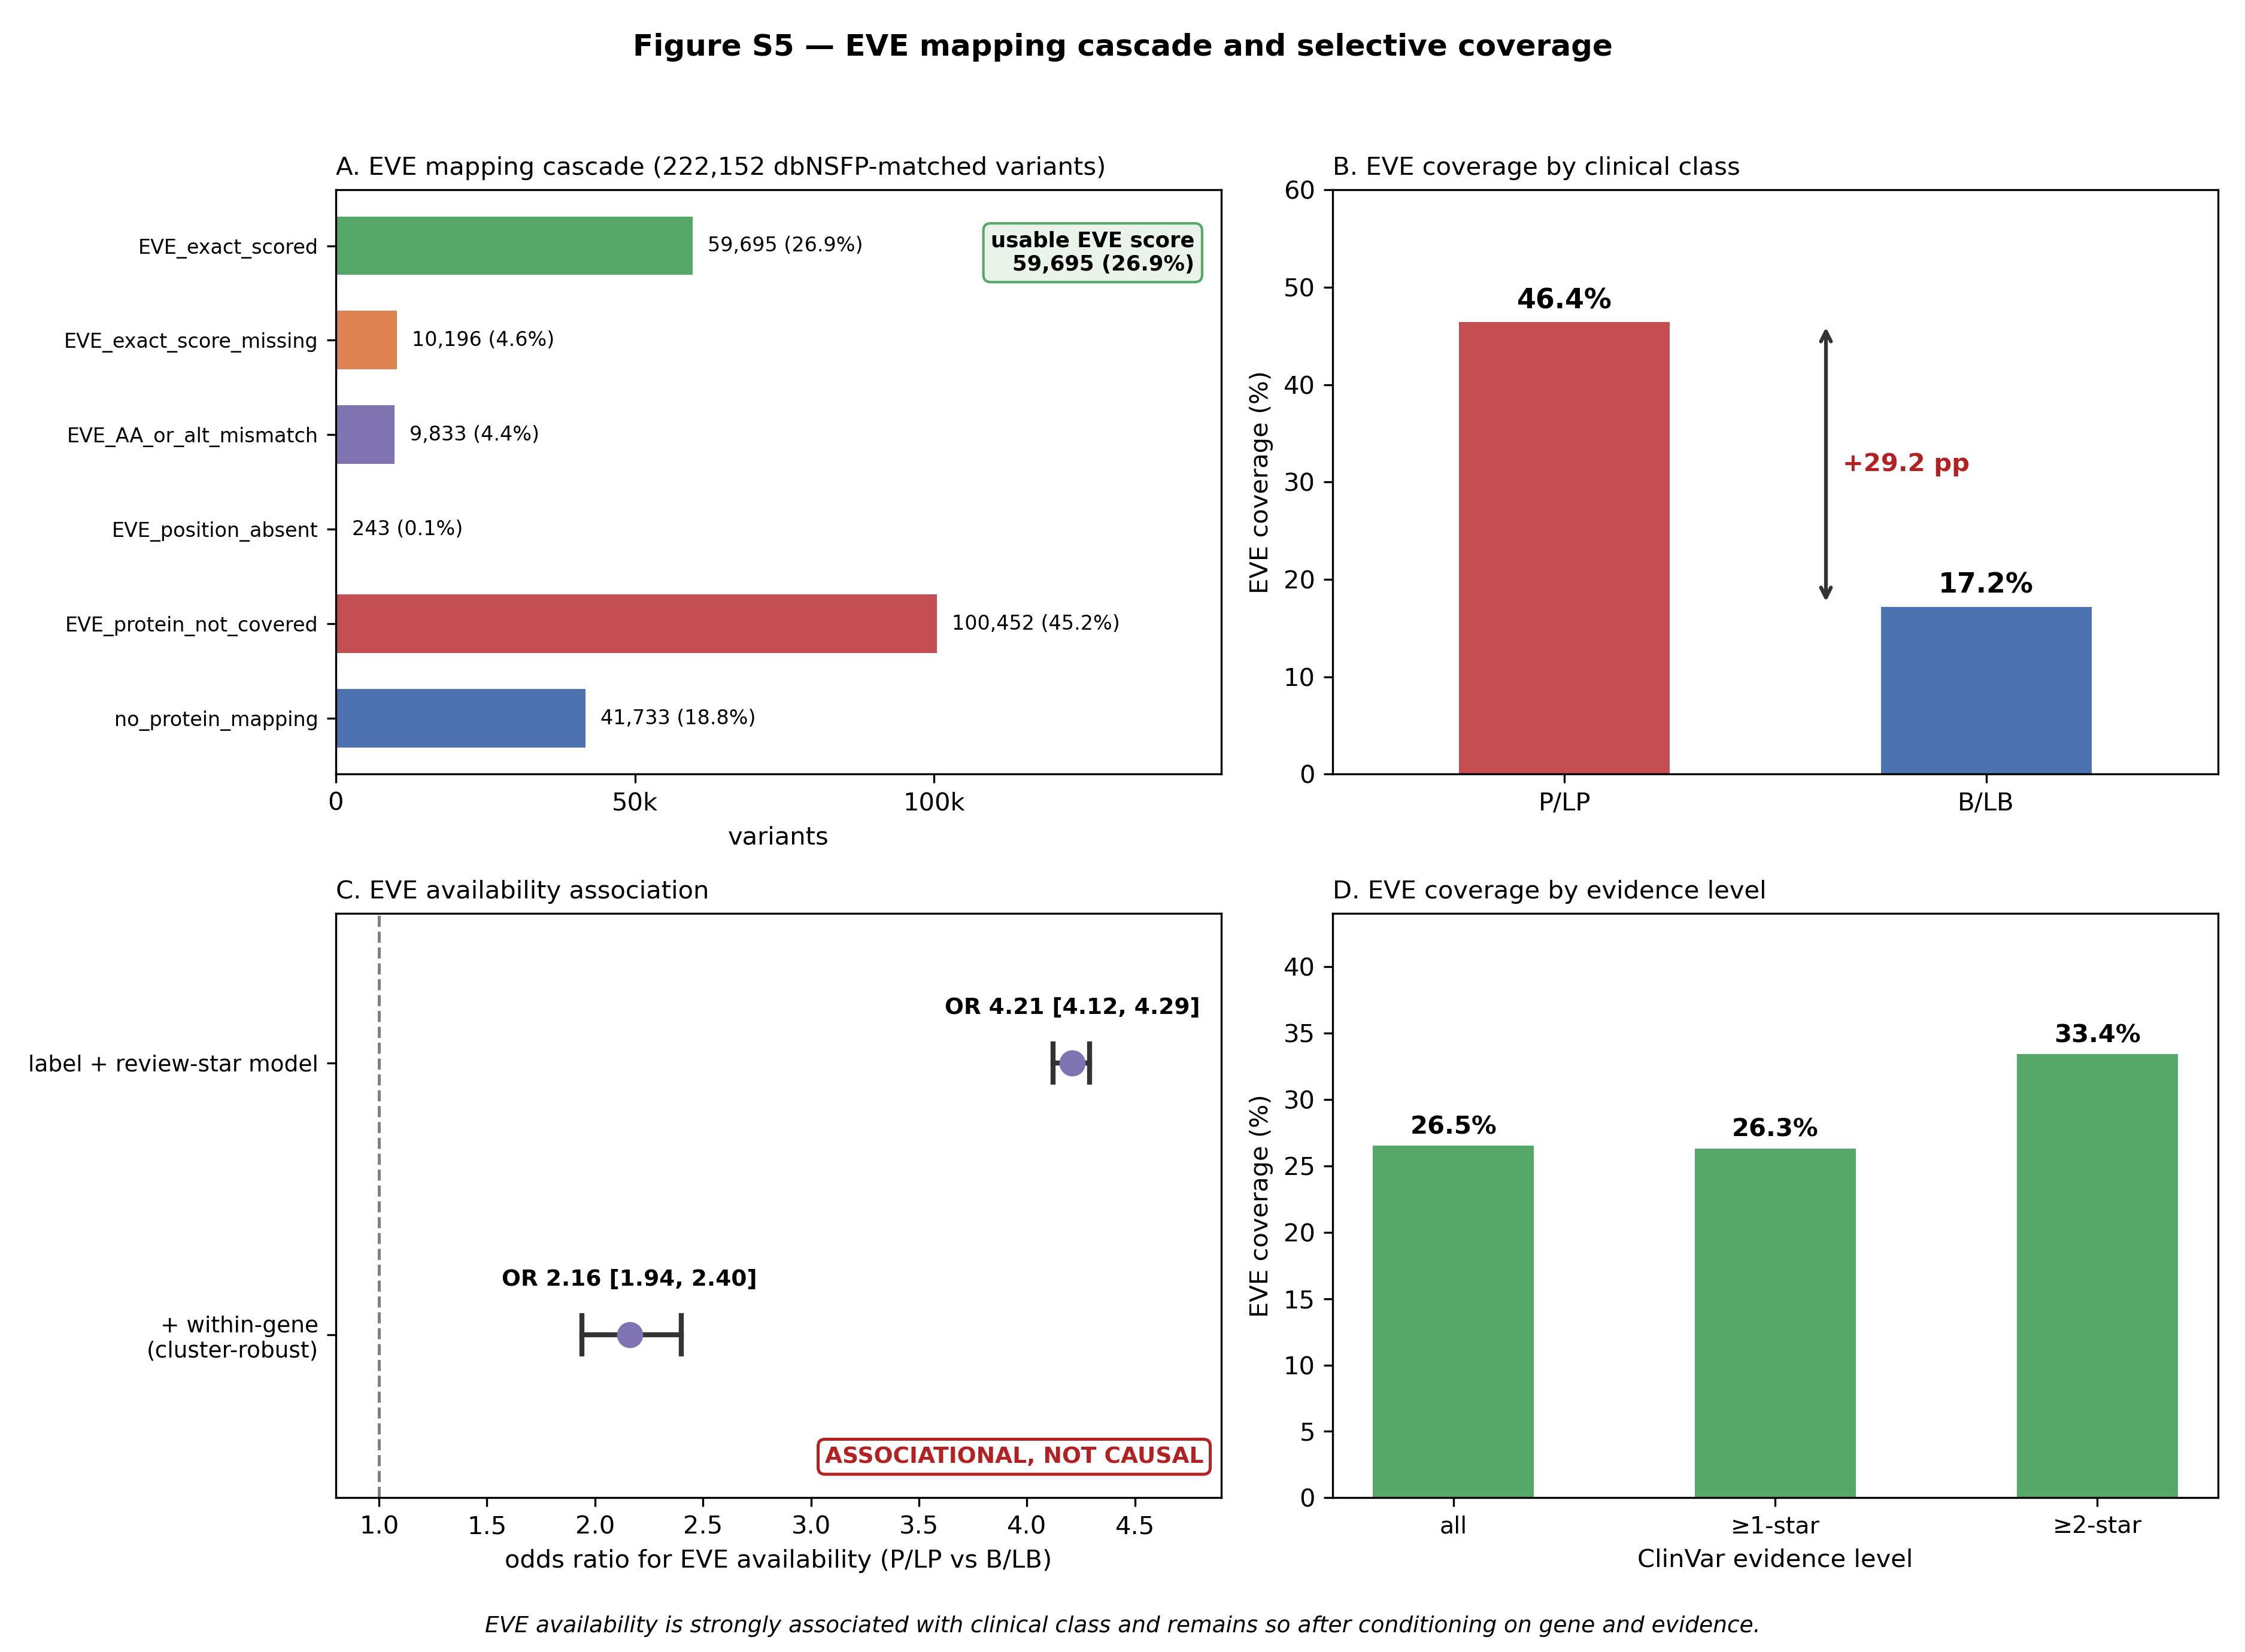 Figure S5 — EVE mapping cascade and selective coverage
A. EVE mapping cascade (222,152 dbNSFP-matched variants)
EVE_exact_scored
59,695 (26.9%)
usable EVE score
59,695 (26.9%)
EVE_exact_score_missing
10,196 (4.6%)
EVE_AA_or_alt_mismatch
9,833 (4.4%)
EVE_position_absent
243 (0.1%)
EVE_protein_not_covered
100,452 (45.2%)
no_protein_mapping
41,733 (18.8%)
0
50k
100k
variants
B. EVE coverage by clinical class
EVE coverage (%)
60
50
40
30
20
10
0
46.4%
+29.2 pp
17.2%
P/LP
B/LB
C. EVE availability association
label + review-star model
OR 4.21 [4.12, 4.29]
+ within-gene
(cluster-robust)
OR 2.16 [1.94, 2.40]
ASSOCIATIONAL, NOT CAUSAL
1.0
1.5
2.0
2.5
3.0
3.5
4.0
4.5
odds ratio for EVE availability (P/LP vs B/LB)
D. EVE coverage by evidence level
EVE coverage (%)
40
35
30
25
20
15
10
5
0
26.5%
26.3%
33.4%
all
≥1-star
≥2-star
ClinVar evidence level
EVE availability is strongly associated with clinical class and remains so after conditioning on gene and evidence.